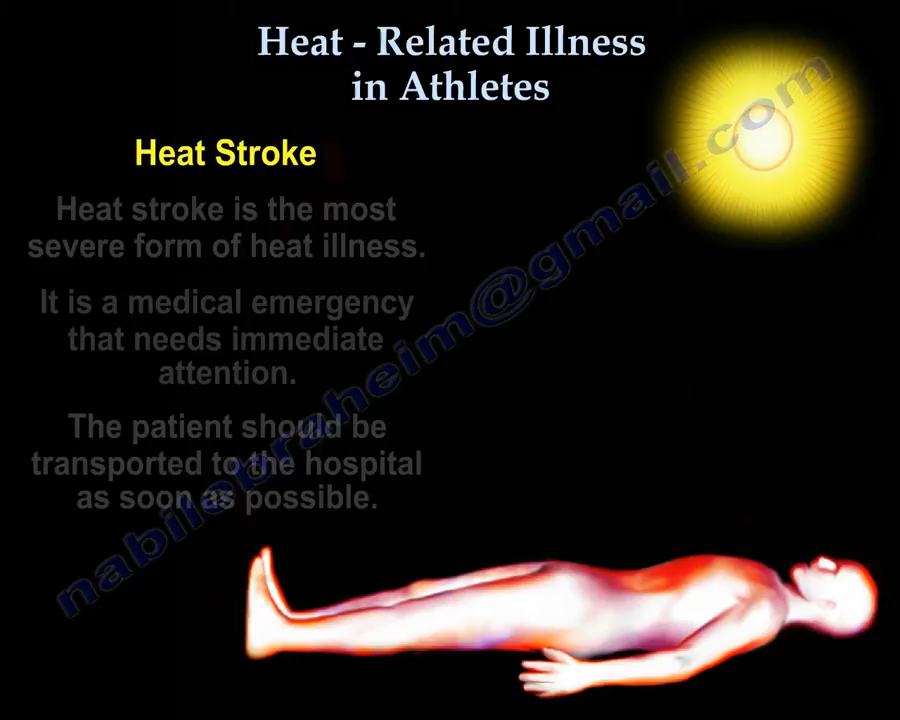 Heat - Related Illness
in Athletes
Heat Stroke
Heat stroke is the most
severe form of heat illness.
It is a medical emergency
that needs immediate
attention.
The patient should be
transported to the hospital
as soon as possible.
nabilebraheim@gmail.com